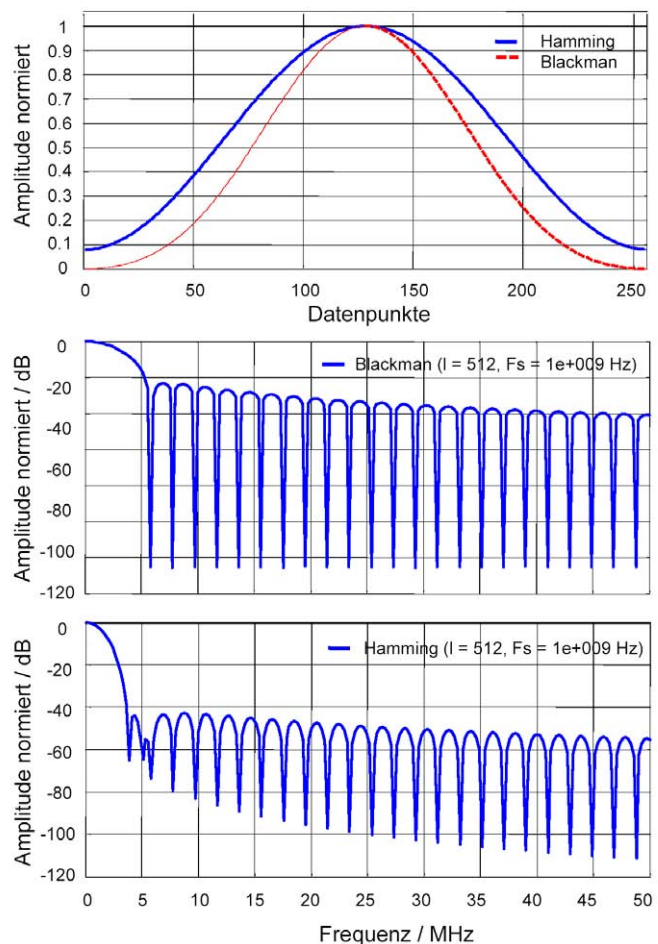 Amplitude normiert
1
0.9
0.8
0.7
0.6
0.5
0.4
0.3
0.2
0.1
0
Hamming
Blackman
0 50 100 150 200 250
Datenpunkte
Amplitude normiert / dB
0
-20
-40
-60
-80
-100
-120
Blackman (l = 512, Fs = 1e+009 Hz)
Amplitude normiert / dB
0
-20
-40
-60
-80
-100
-120
Hamming (l = 512, Fs = 1e+009 Hz)
0 5 10 15 20 25 30 35 40 45 50
Frequenz / MHz